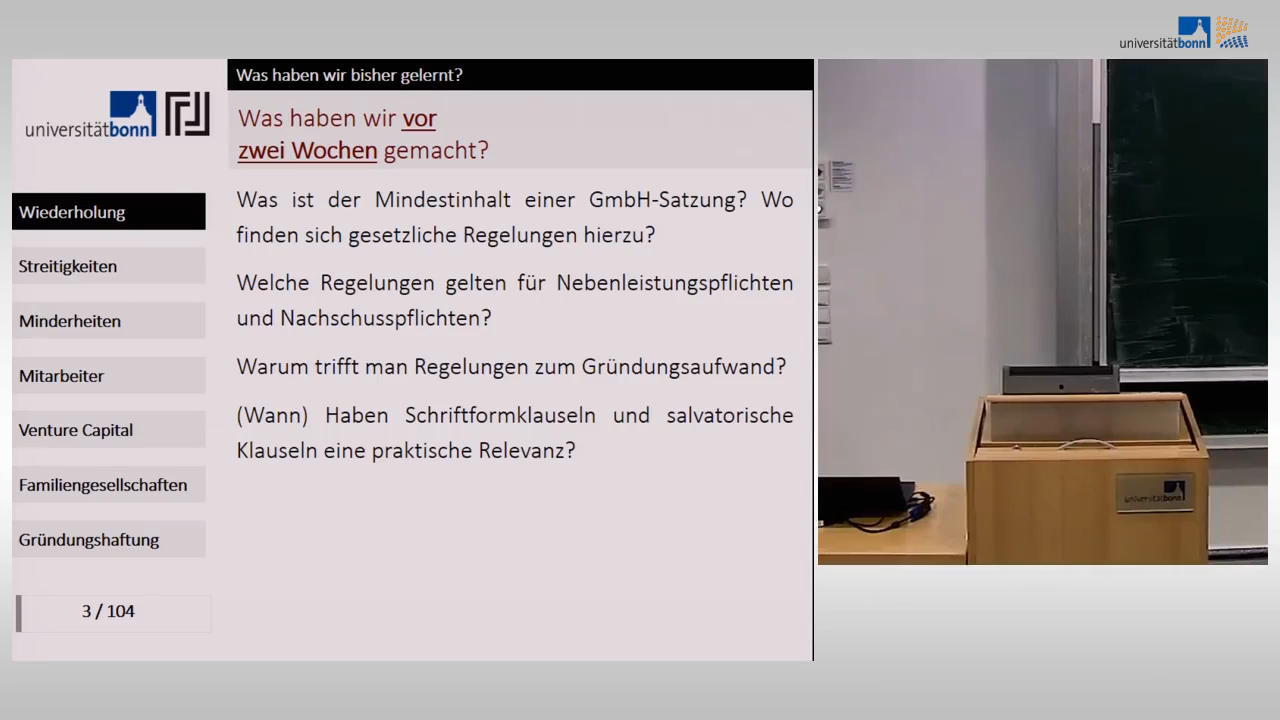 universitätbonn
Was haben wir bisher gelernt?
universitätbonn
Was haben wir vor
zwei Wochen gemacht?
Wiederholung
Streitigkeiten
Minderheiten
Mitarbeiter
Venture Capital
Familiengesellschaften
Gründungshaftung
3 / 104
Was ist der Mindestinhalt einer GmbH-Satzung? Wo
finden sich gesetzliche Regelungen hierzu?
Welche Regelungen gelten für Nebenleistungspflichten
und Nachschusspflichten?
Warum trifft man Regelungen zum Gründungsaufwand?
(Wann) Haben Schriftformklauseln und salvatorische
Klauseln eine praktische Relevanz?
universitätbonn